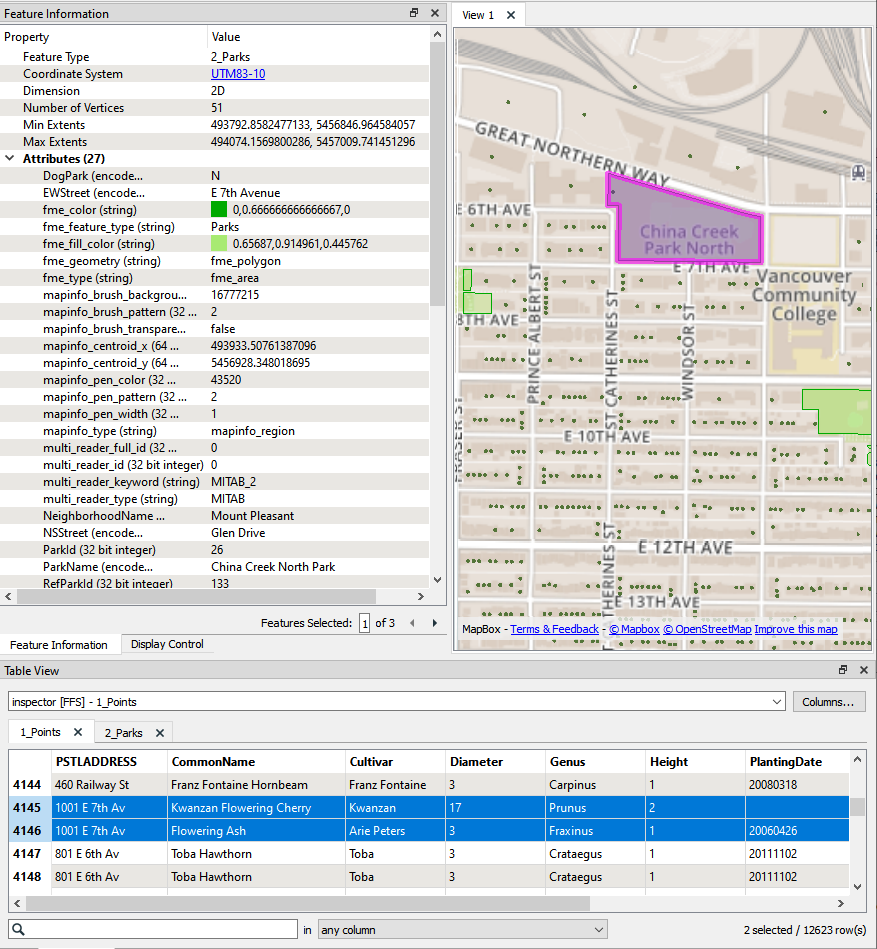 Feature Information
Property Value
Feature Type 2_Parks
Coordinate System UTM83-10
Dimension 2D
Number of Vertices 51
Min Extents 493792.8582477133, 5456846.964584057
Max Extents 494074.1569800286, 5457009.741451296
Attributes (27)
DogPark (encode... N
EWStreet (encode... E 7th Avenue
fme_color (string) 0,0.666666666666667,0
fme_feature_type (string) Parks
fme_fill_color (string) 0.65687,0.914961,0.445762
fme_geometry (string) fme_polygon
fme_type (string) fme_area
mapinfo_brush_backgrou... 16777215
mapinfo_brush_pattern (32 ... 2
mapinfo_brush_transpare... false
mapinfo_centroid_x (64 ... 493933.50761387096
mapinfo_centroid_y (64 ... 5456928.348018695
mapinfo_pen_color (32 ... 43520
mapinfo_pen_pattern (32 ... 2
mapinfo_pen_width (32 ... 1
mapinfo_type (string) mapinfo_region
multi_reader_full_id (32 ... 0
multi_reader_id (32 bit integer) 0
multi_reader_keyword (string) MITAB_2
multi_reader_type (string) MITAB
NeighborhoodName ... Mount Pleasant
NSStreet (encode... Glen Drive
ParkId (32 bit integer) 26
ParkName (encode... China Creek North Park
RefParkId (32 bit integer) 133
Features Selected: 1 of 3
Feature Information Display Control
View 1
GREAT NORTHERN WAY
E 6TH AVE
China Creek
Park North
E 7TH AVE
Vancouver
Community
College
8TH AVE
PRINCE ALBERT ST
ST CATHERINES ST
WINDSOR ST
FRASER ST
E 10TH AVE
E 12TH AVE
ATHERINES ST
E 13TH AVE
MapBox - Terms & Feedback - © Mapbox © OpenStreetMap Improve this map
Table View
inspector [FFS] - 1_Points Columns...
1_Points 2_Parks
PSTLADDRESS CommonName Cultivar Diameter Genus Height PlantingDate
4144 460 Railway St Franz Fontaine Hornbeam Franz Fontaine 3 Carpinus 1 20080318
4145 1001 E 7th Av Kwanzan Flowering Cherry Kwanzan 17 Prunus 2
4146 1001 E 7th Av Flowering Ash Arie Peters 3 Fraxinus 1 20060426
4147 801 E 6th Av Toba Hawthorn Toba 3 Crataegus 1 20111102
4148 801 E 6th Av Toba Hawthorn Toba 3 Crataegus 1 20111102
in any column 2 selected / 12623 row(s)